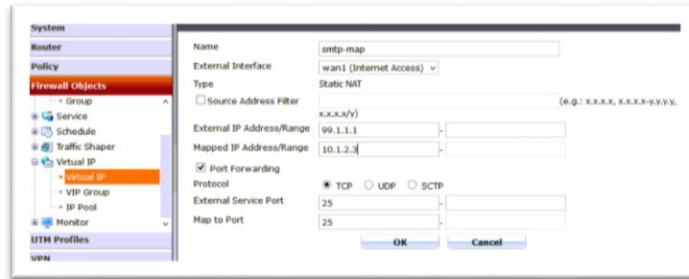 System
Router
Policy
Firewall Objects
Group
Service
Schedule
Traffic Shaper
Virtual IP
Virtual IP
VIP Group
IP Pool
Monitor
UTM Profiles
VPN
Name smtp-map
External Interface wan1 (Internet Access)
Type Static NAT
Source Address Filter (e.g.: x.x.x.x, x.x.x.x-y.y.y.y,
x.x.x.x/y)
External IP Address/Range 99.1.1.1 -
Mapped IP Address/Range 10.1.2.3 -
Port Forwarding
Protocol TCP UDP SCTP
External Service Port 25 -
Map to Port 25 -
OK Cancel